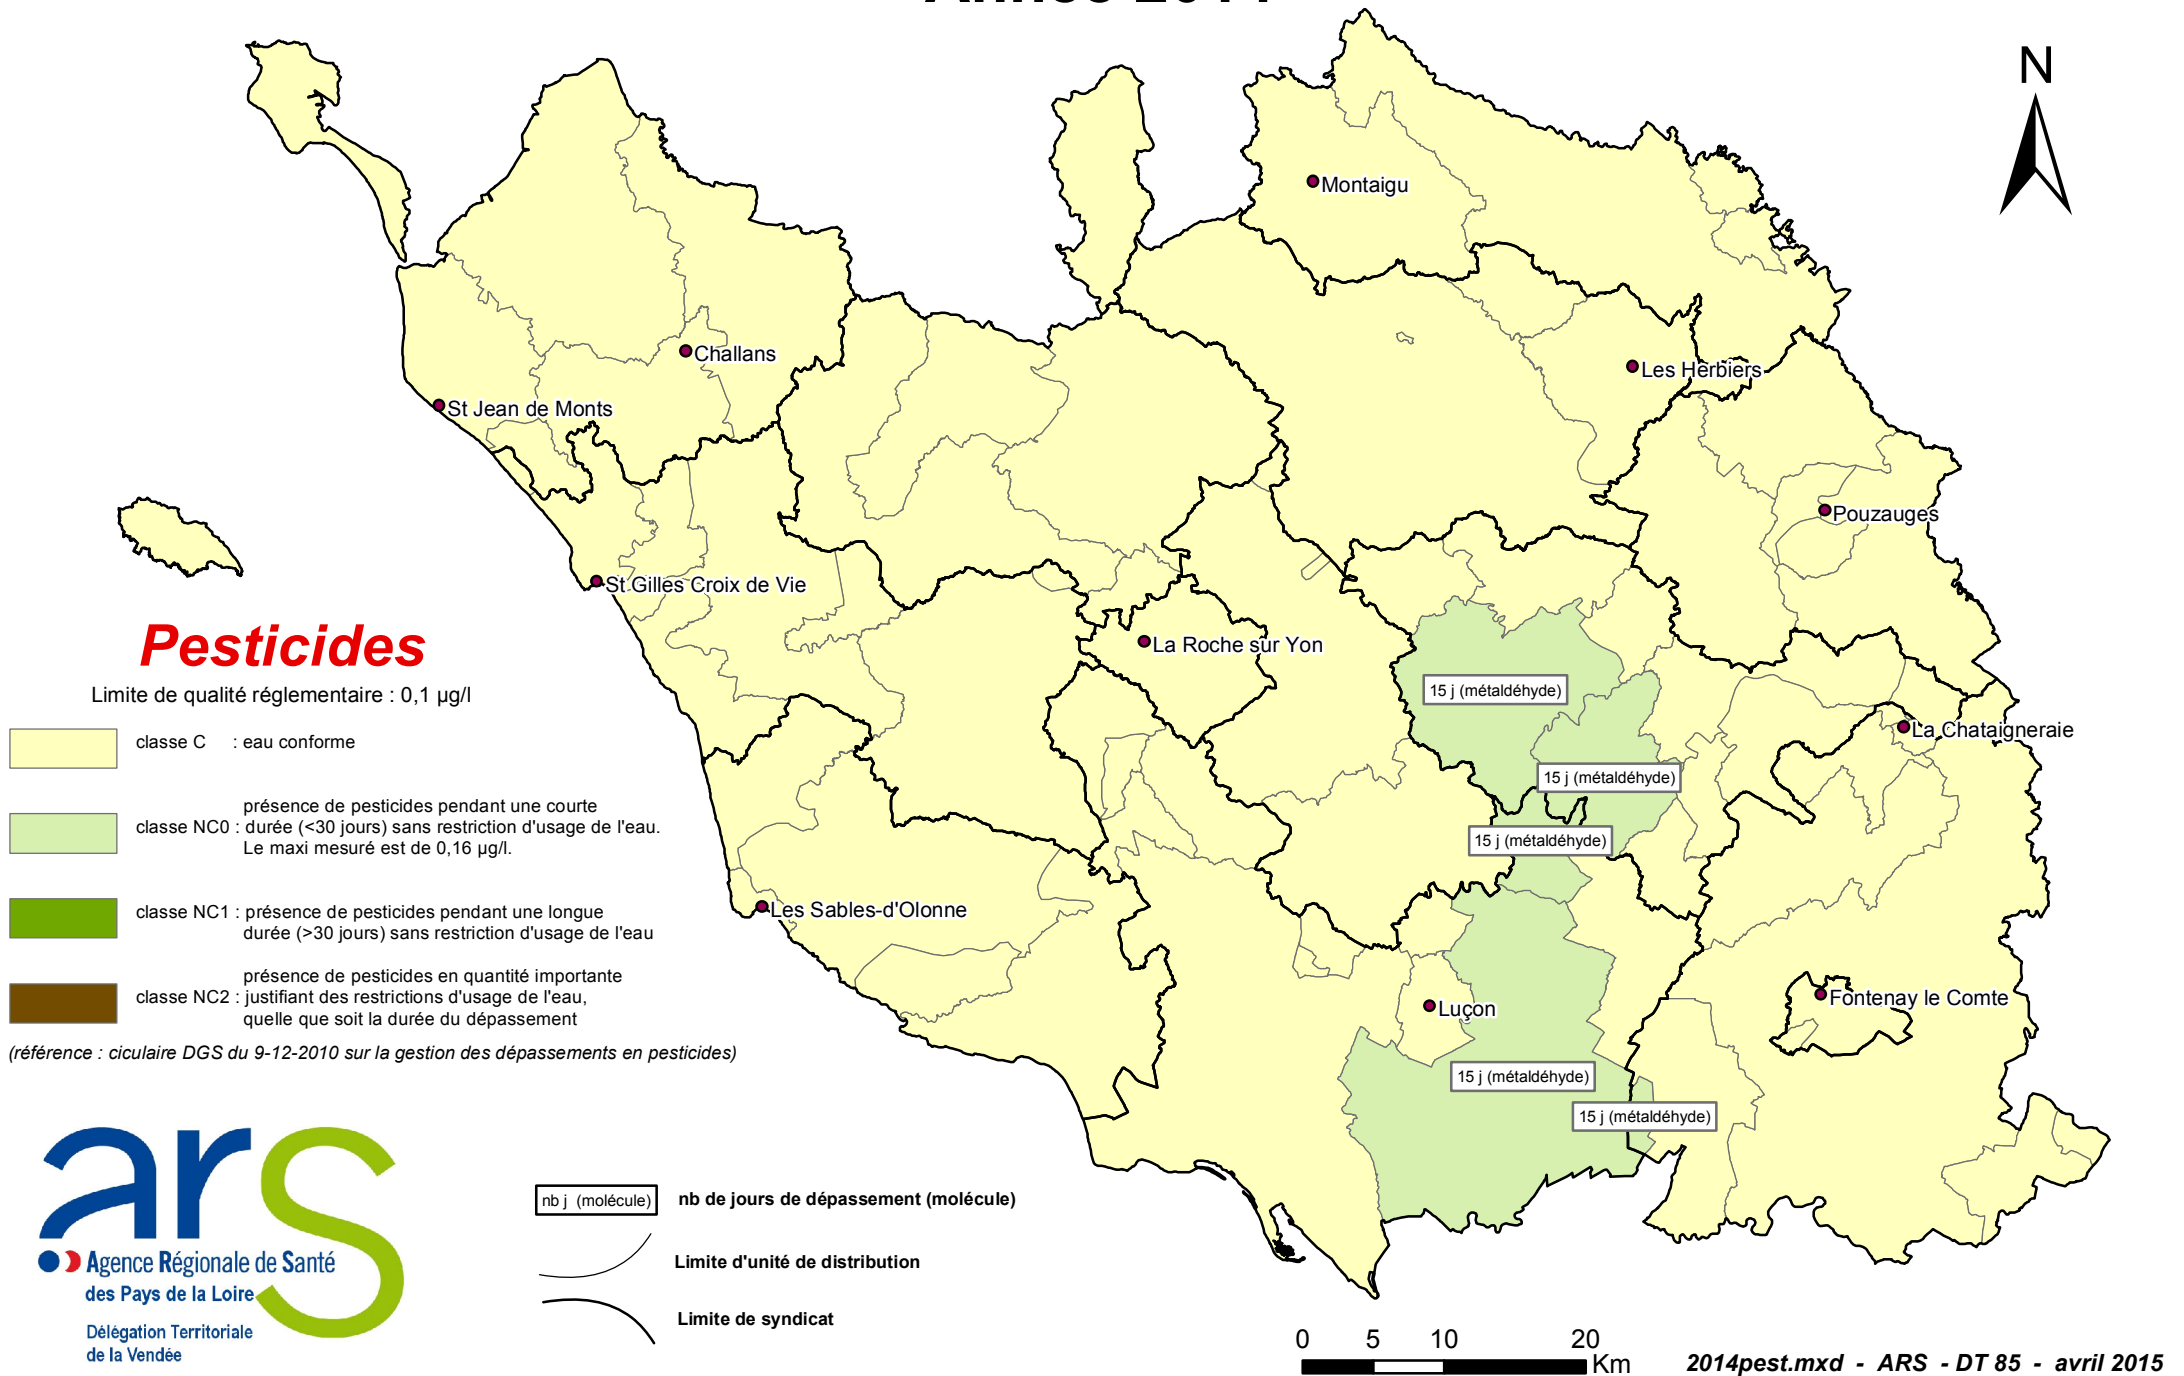 Année 2014
N
Montaigu
Challans
Les Herbiers
St Jean de Monts
Pouzauges
St Gilles Croix de Vie
La Roche sur Yon
15 j (métaldéhyde)
La Chataigneraie
15 j (métaldéhyde)
15 j (métaldéhyde)
Les Sables-d'Olonne
Fontenay le Comte
Luçon
15 j (métaldéhyde)
15 j (métaldéhyde)
Pesticides
Limite de qualité réglementaire : 0,1 µg/l
classe C : eau conforme
présence de pesticides pendant une courte
classe NC0 : durée (<30 jours) sans restriction d'usage de l'eau.
Le maxi mesuré est de 0,16 µg/l.
classe NC1 : présence de pesticides pendant une longue
durée (>30 jours) sans restriction d'usage de l'eau
présence de pesticides en quantité importante
classe NC2 : justifiant des restrictions d'usage de l'eau,
quelle que soit la durée du dépassement
(référence : ciculaire DGS du 9-12-2010 sur la gestion des dépassements en pesticides)
ars
Agence Régionale de Santé
des Pays de la Loire
Délégation Territoriale
de la Vendée
nb j (molécule) nb de jours de dépassement (molécule)
Limite d'unité de distribution
Limite de syndicat
0 5 10 20
Km
2014pest.mxd - ARS - DT 85 - avril 2015